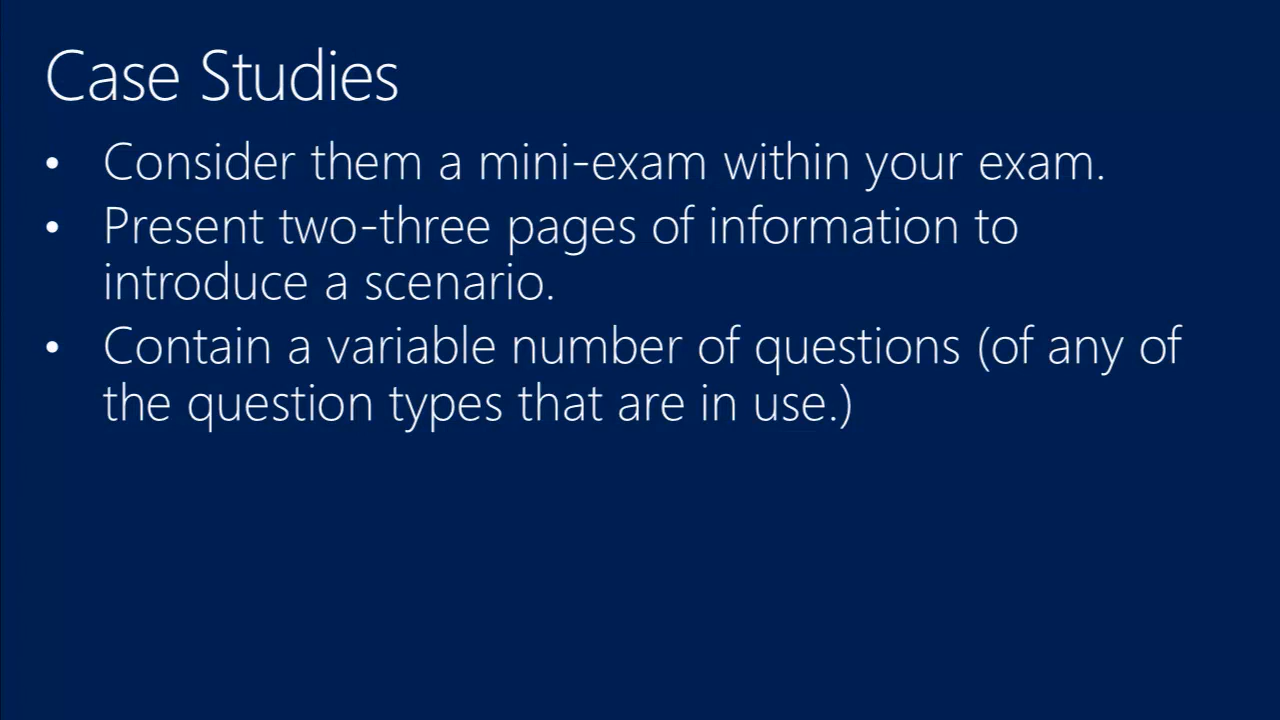 Case Studies
• Consider them a mini-exam within your exam.
• Present two-three pages of information to
introduce a scenario.
• Contain a variable number of questions (of any of
the question types that are in use.)